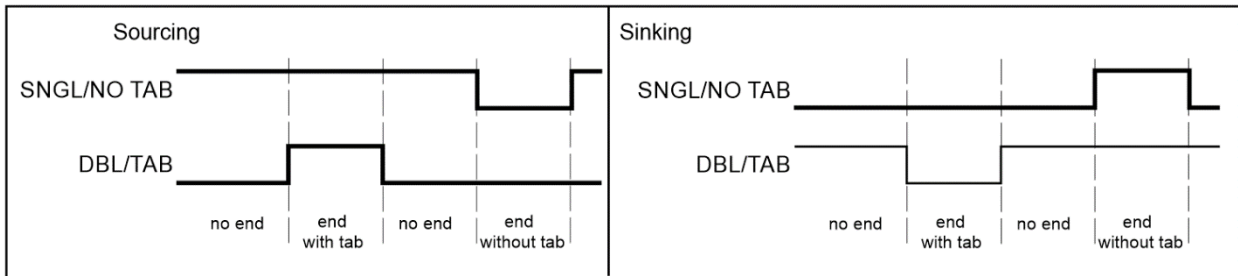 Sourcing
SNGL/NO TAB
DBL/TAB
no end
end
with tab
no end
end
without tab
Sinking
SNGL/NO TAB
DBL/TAB
no end
end
with tab
no end
end
without tab